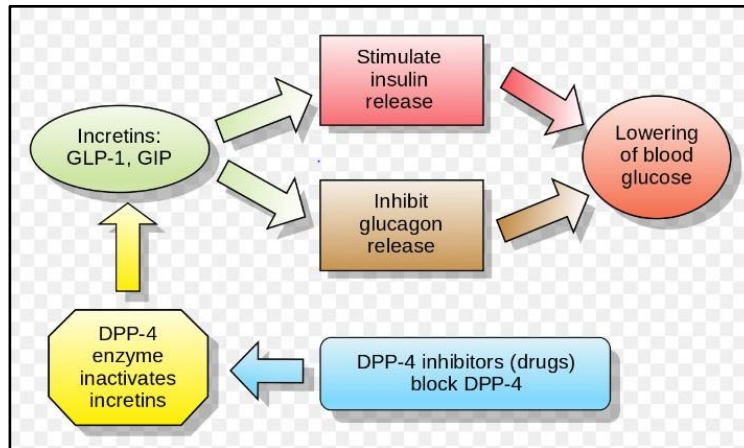 Incretins:
GLP-1, GIP
Stimulate
insulin
release
Inhibit
glucagon
release
Lowering
of blood
glucose
DPP-4
enzyme
inactivates
incretins
DPP-4 inhibitors (drugs)
block DPP-4